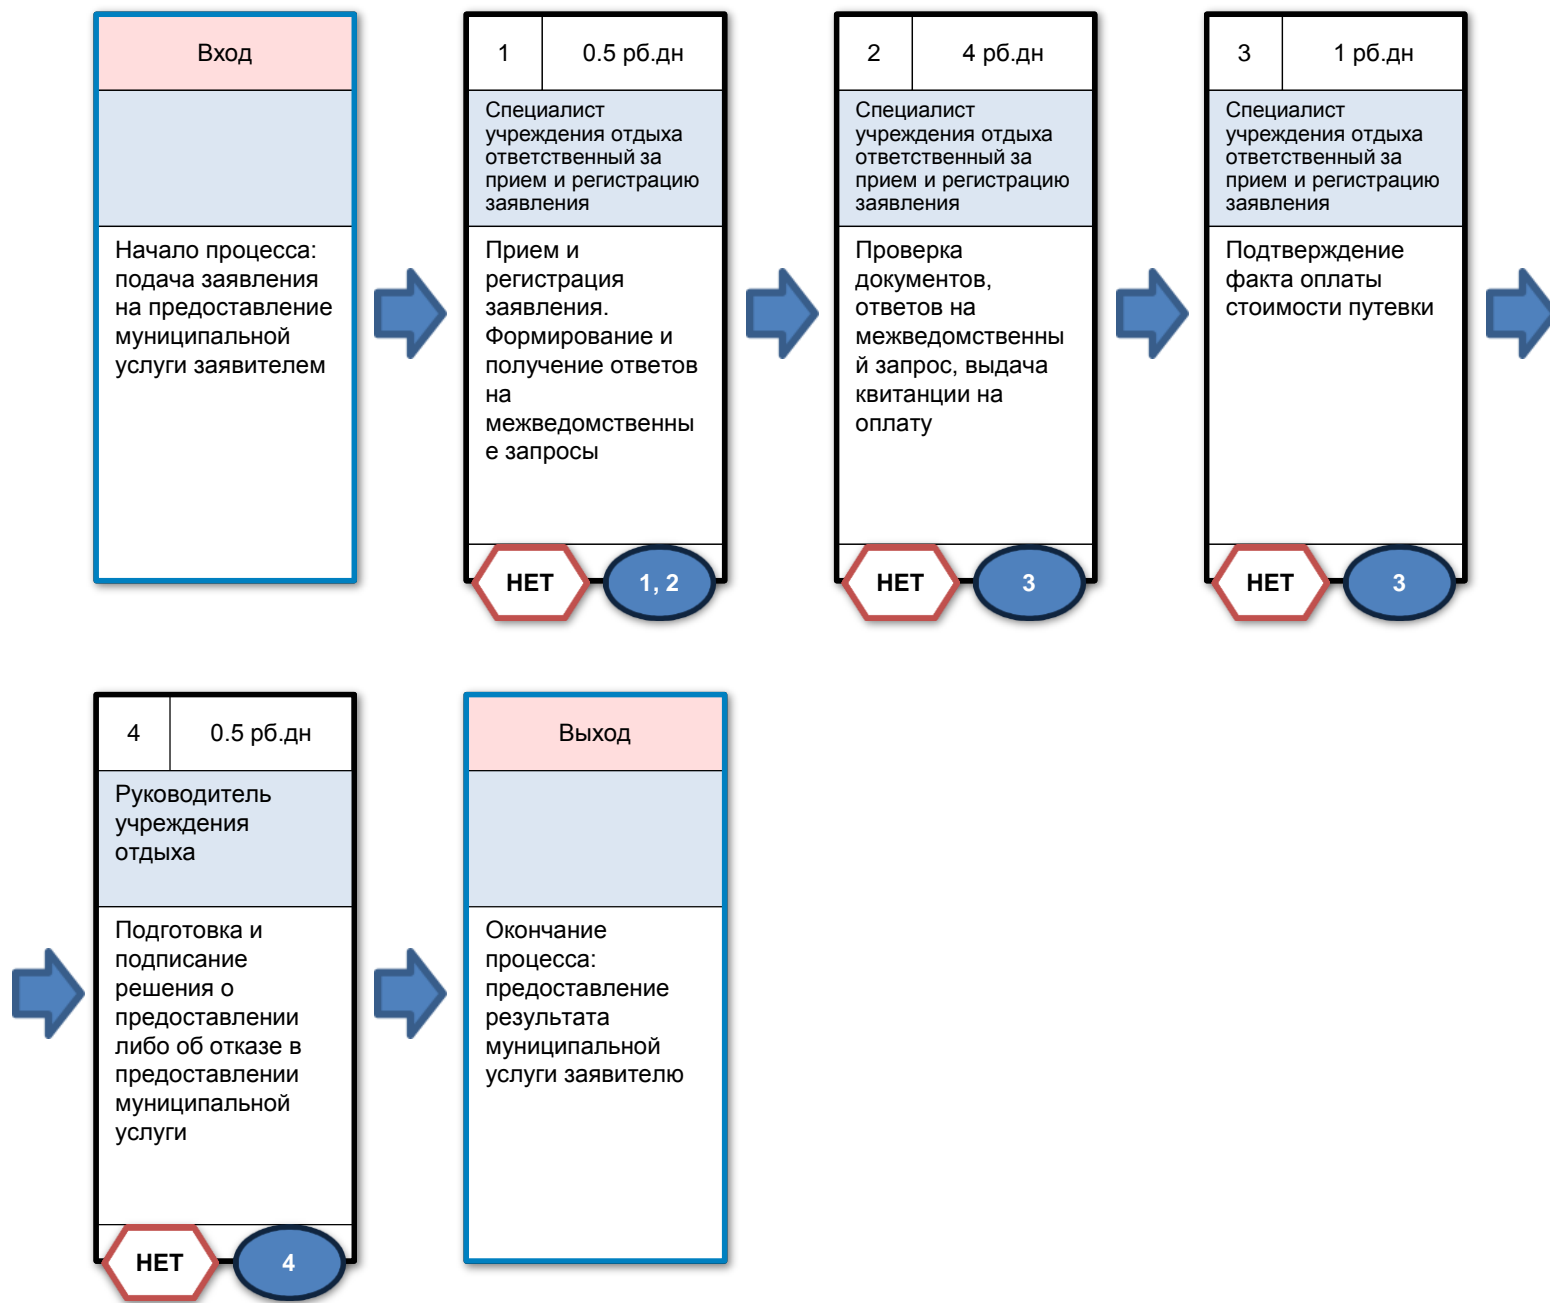 Вход
Начало процесса:
подача заявления
на предоставление
муниципальной
услуги заявителем
1
0.5 рб.дн
Специалист
учреждения отдыха
ответственный за
прием и регистрацию
заявления
Прием и
регистрация
заявления.
Формирование и
получение ответов
на
межведомственны
е запросы
НЕТ
1, 2
2
4 рб.дн
Специалист
учреждения отдыха
ответственный за
прием и регистрацию
заявления
Проверка
документов,
ответов на
межведомственны
й запрос, выдача
квитанции на
оплату
НЕТ
3
3
1 рб.дн
Специалист
учреждения отдыха
ответственный за
прием и регистрацию
заявления
Подтверждение
факта оплаты
стоимости путевки
НЕТ
3
4
0.5 рб.дн
Руководитель
учреждения
отдыха
Подготовка и
подписание
решения о
предоставлении
либо об отказе в
предоставлении
муниципальной
услуги
НЕТ
4
Выход
Окончание
процесса:
предоставление
результата
муниципальной
услуги заявителю